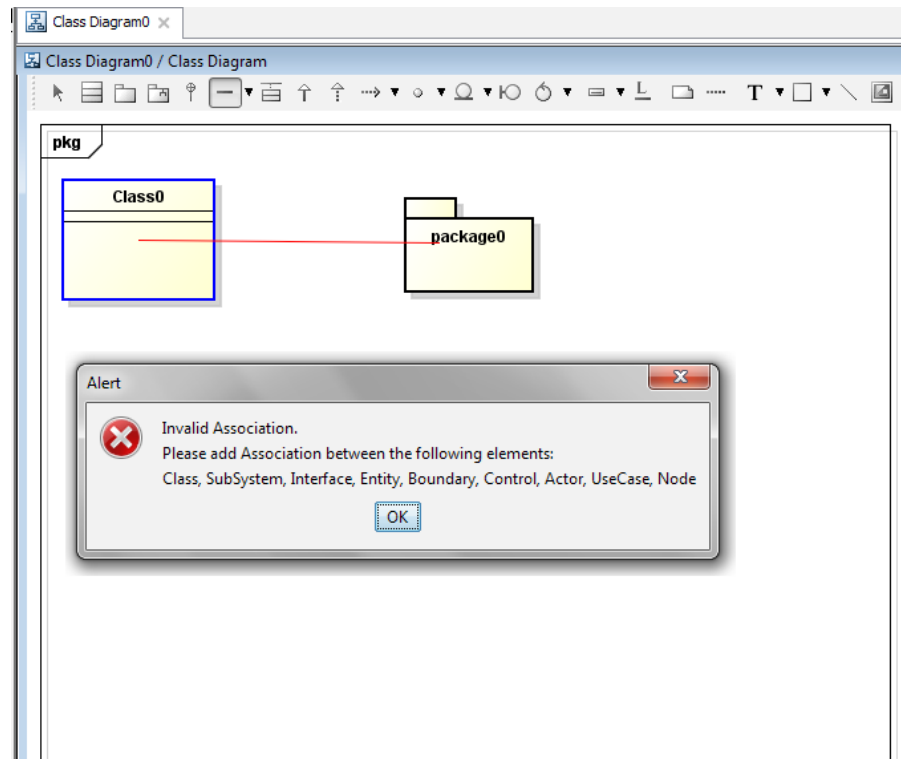 Class Diagram0
Class Diagram0 / Class Diagram
T
pkg
Class0
package0
Alert
Invalid Association.
Please add Association between the following elements:
Class, SubSystem, Interface, Entity, Boundary, Control, Actor, UseCase, Node
OK